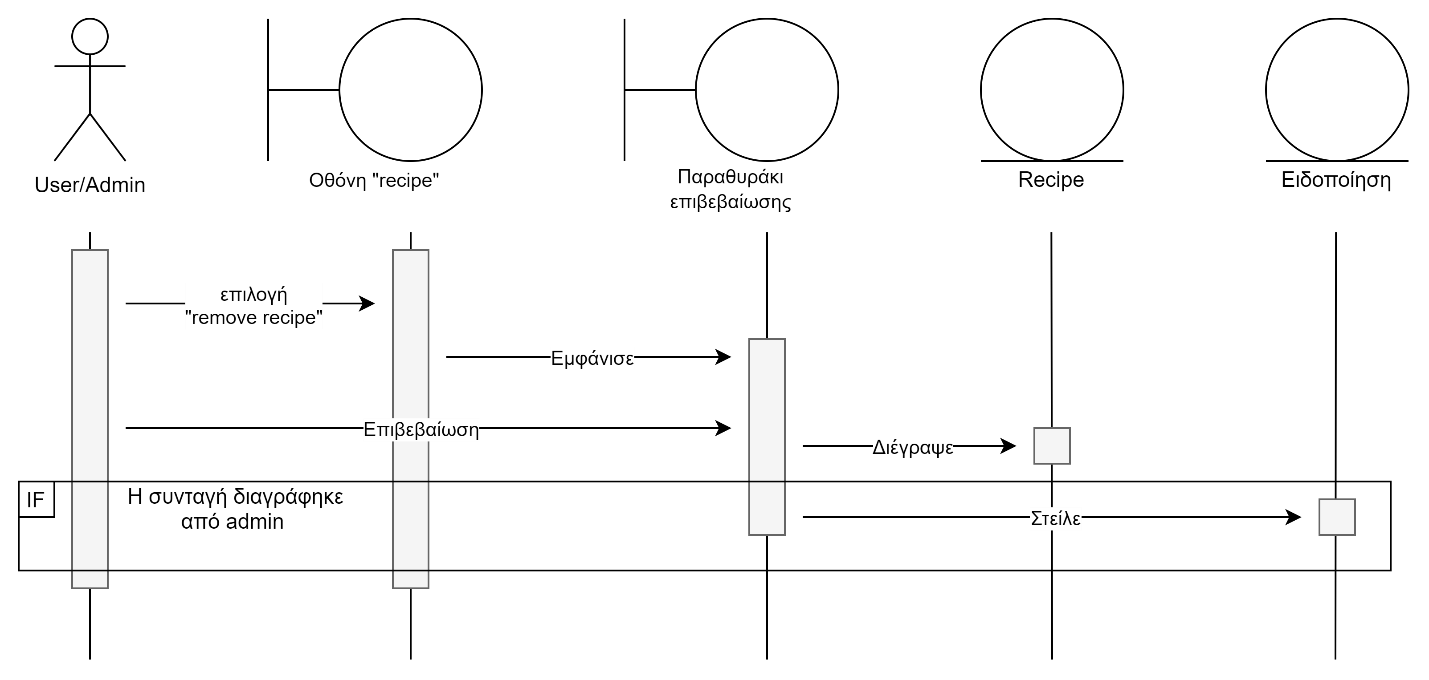 User/Admin
Οθόνη "recipe"
Παραθυράκι
επιβεβαίωσης
Recipe
Ειδοποίηση
επιλογή
"remove recipe"
Εμφάνισε
Επιβεβαίωση
Διέγραψε
IF
Η συνταγή διαγράφηκε
από admin
Στείλε